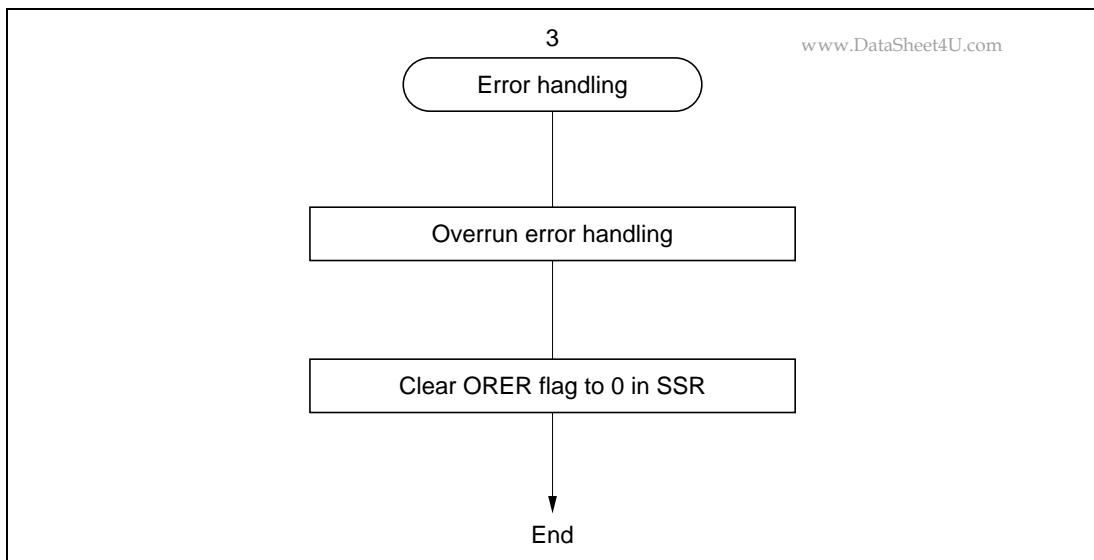 3
www.DataSheet4U.com
Error handling
Overrun error handling
Clear ORER flag to 0 in SSR
End